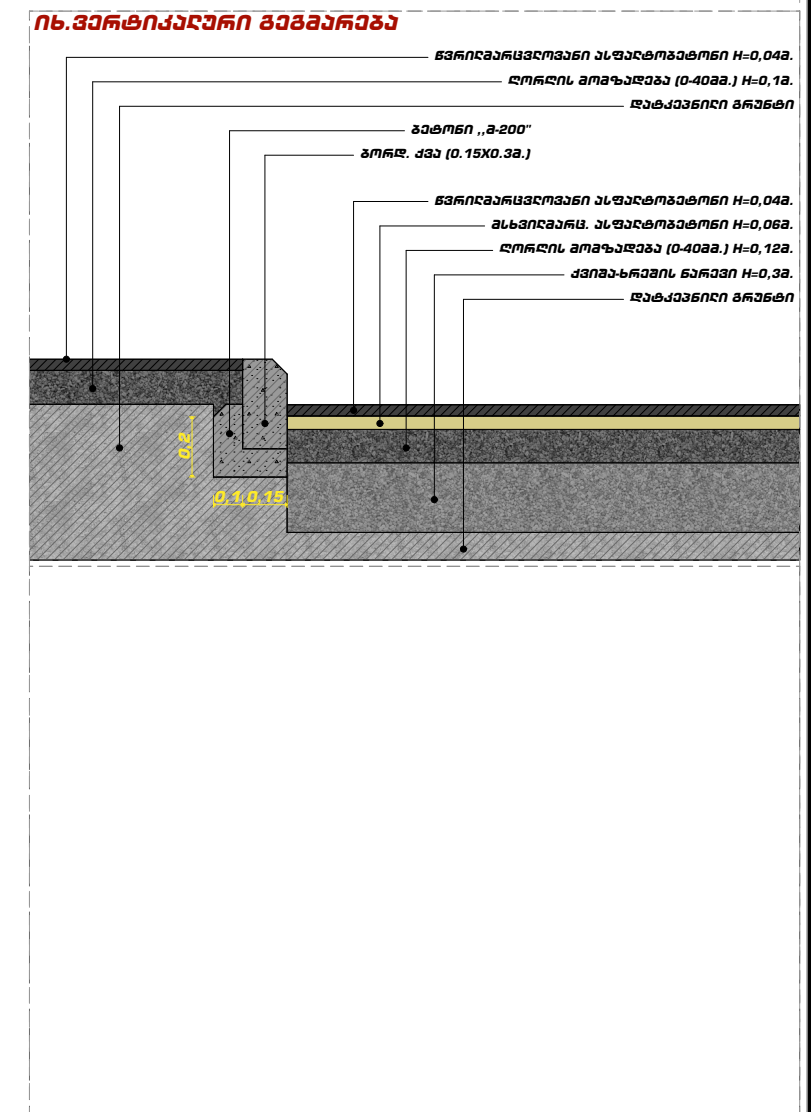 იხ.ვერტიკალური გეგმარება
წვრილმარცვლოვანი ასფალტობეტონი H=0,04მ.
ღორღის მომზადება (0-40მმ.) H=0,1მ.
დატკეპნილი გრუნტი
ბეტონი ,,მ-200"
ბორდ. ქვა (0.15X0.3მ.)
წვრილმარცვლოვანი ასფალტობეტონი H=0,04მ.
მსხვილმარც. ასფალტობეტონი H=0,06მ.
ღორღის მომზადება (0-40მმ.) H=0,12მ.
ქვიშა-ხრეშის ნარევი H=0,3მ.
დატკეპნილი გრუნტი
0,2
0,1 0,15